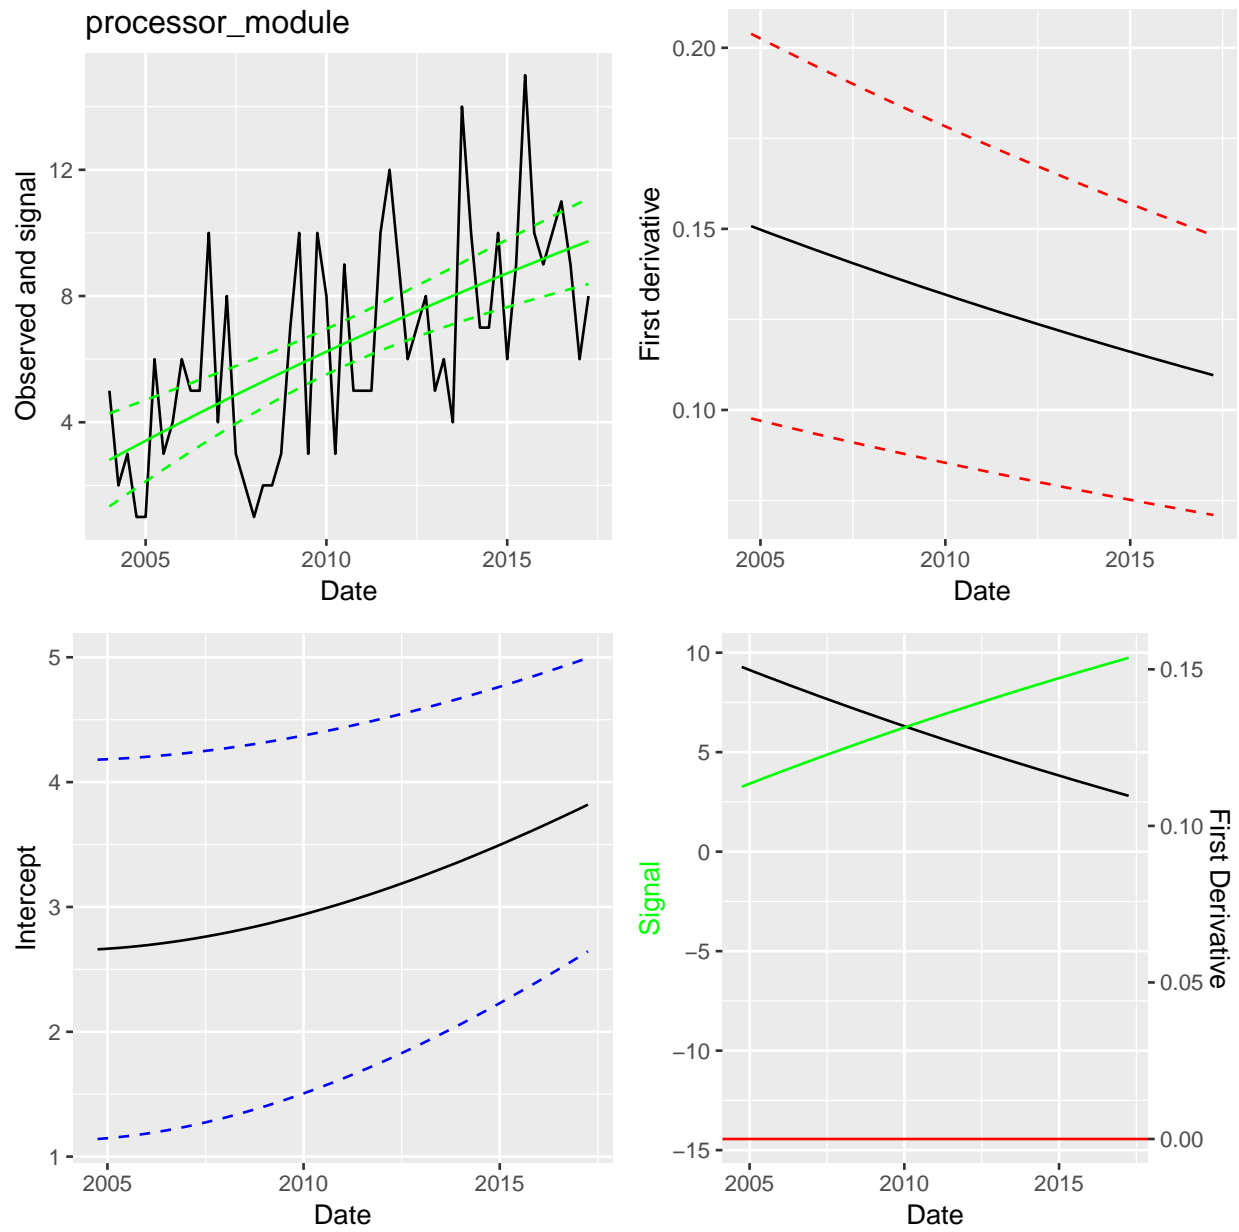 processor_module
Observed and signal
12
8
4
2005 2010 2015
Date
First derivative
0.20
0.15
0.10
2005 2010 2015
Date
Intercept
5
4
3
2
1
2005 2010 2015
Date
Signal
10
5
0
−5
−10
−15
2005 2010 2015
Date
0.15
0.10
0.05
0.00
First Derivative